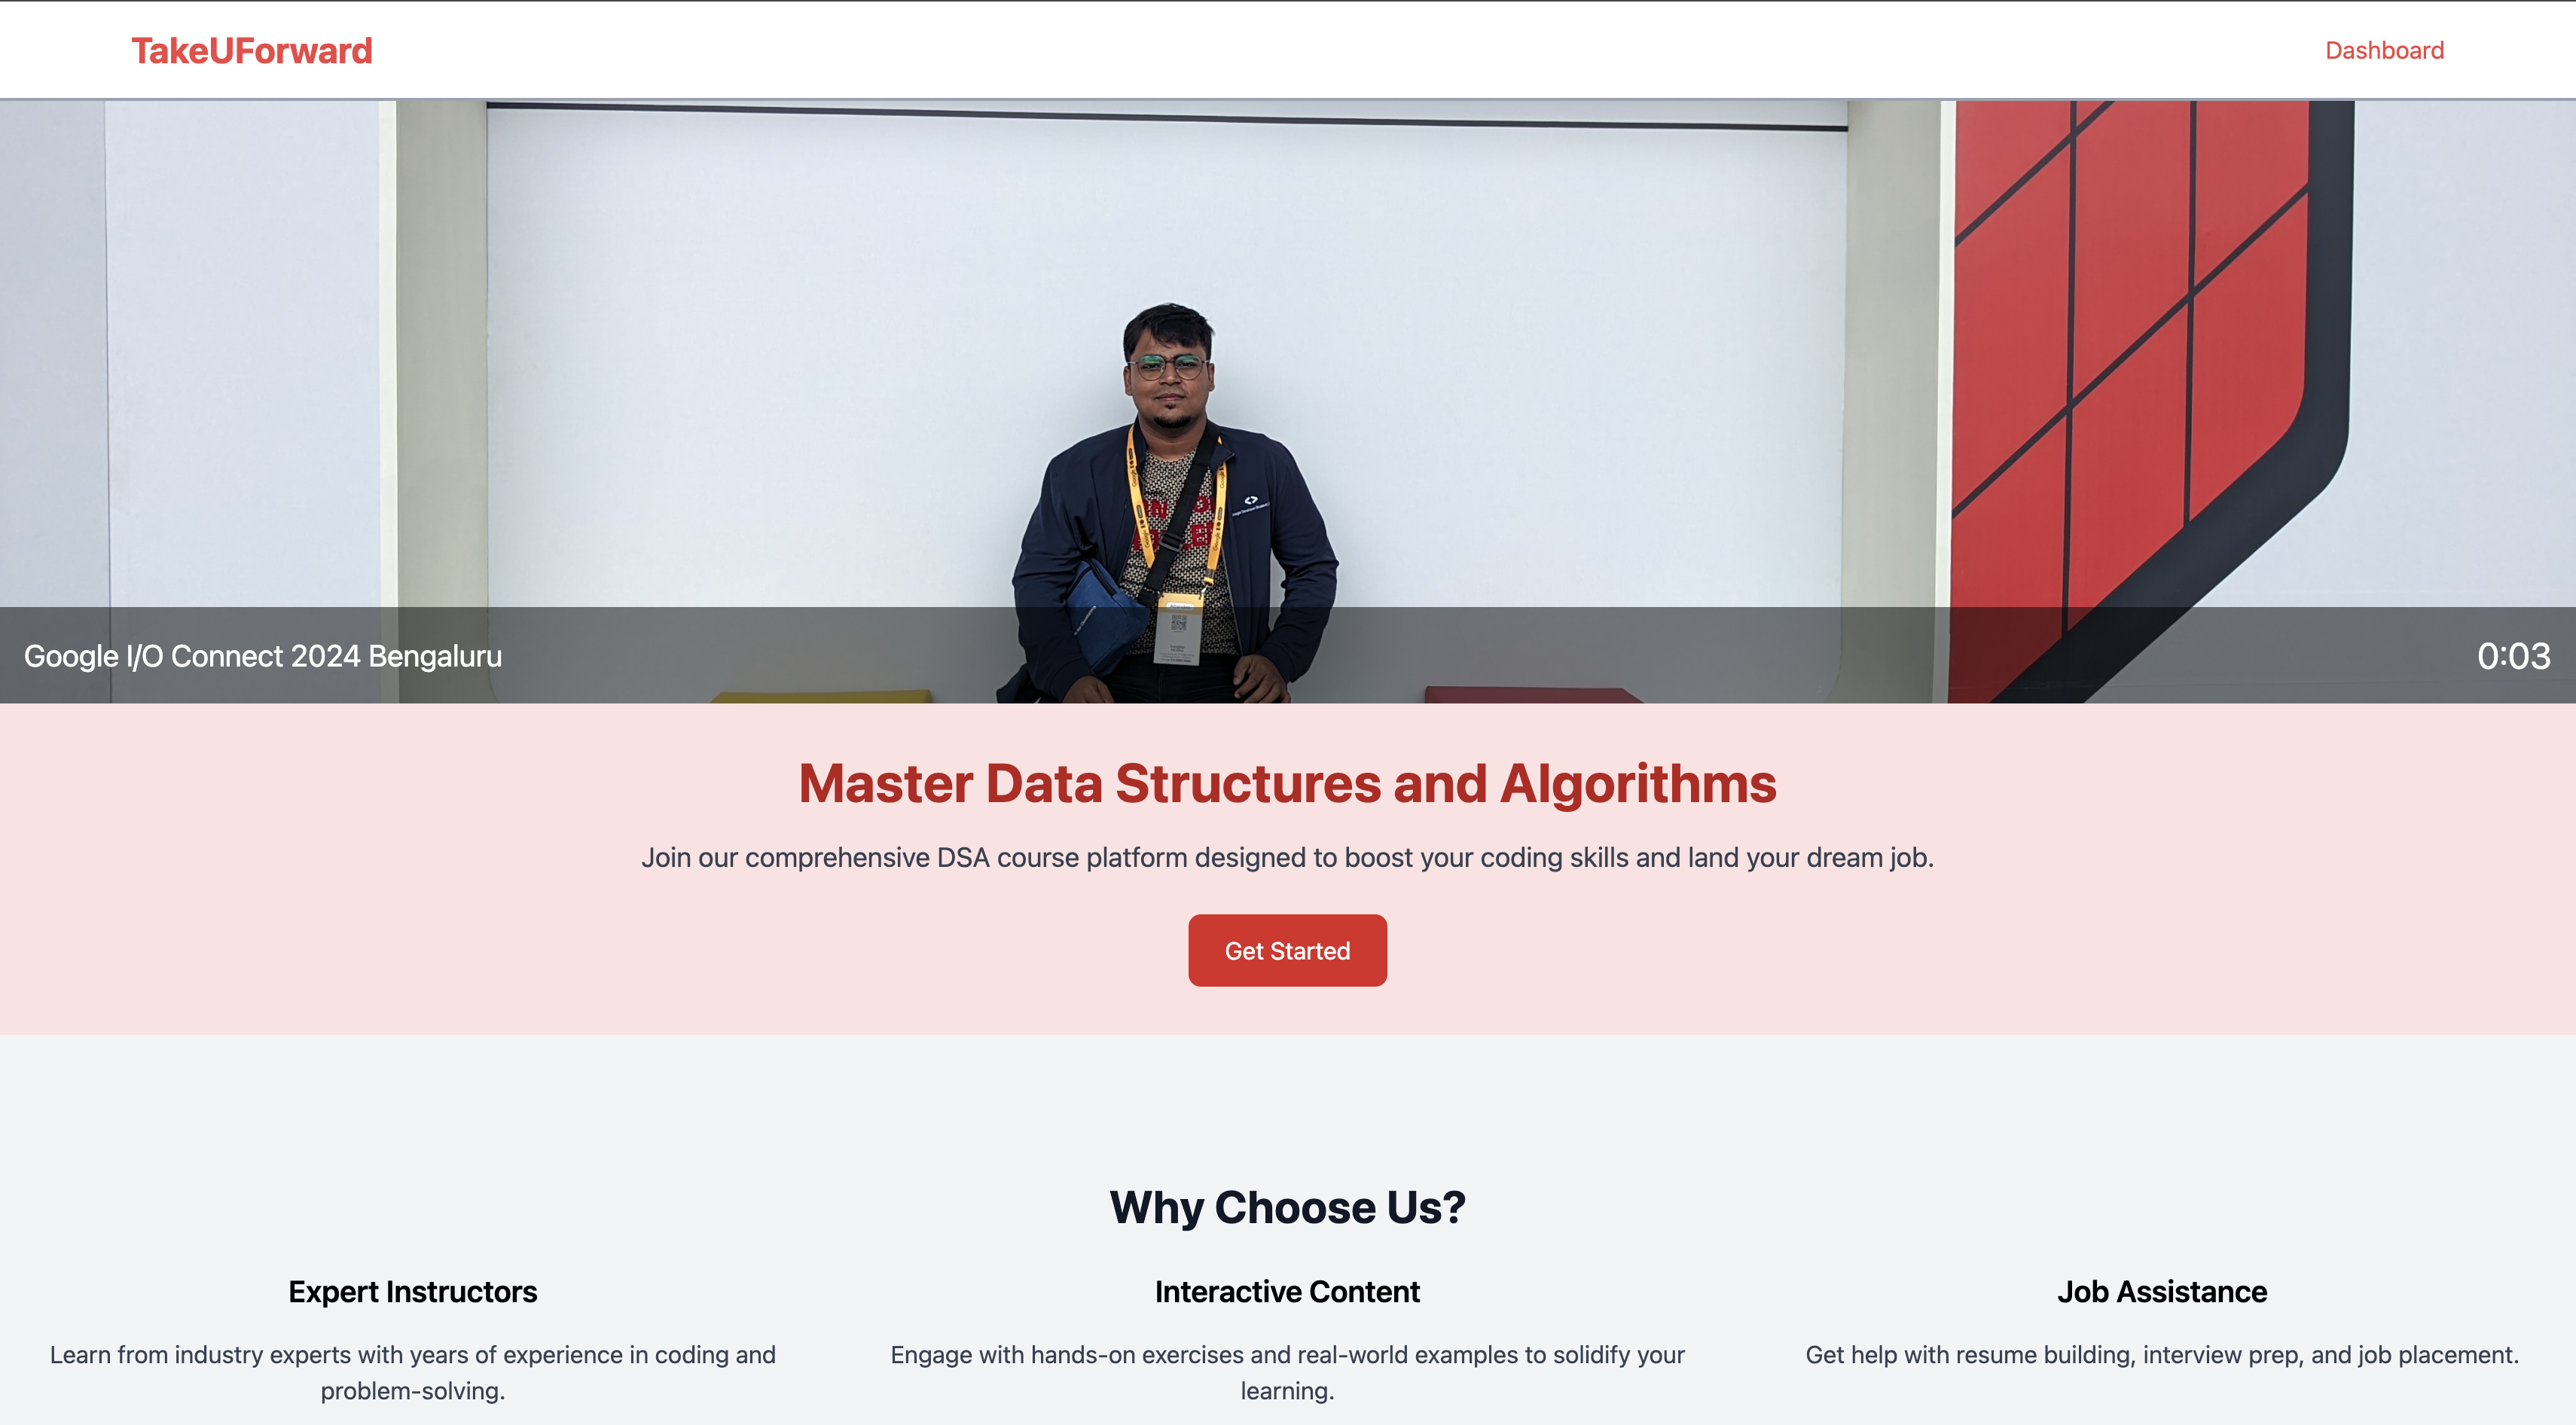 TakeUForward
Dashboard
Google I/O Connect 2024 Bengaluru
0:03
Master Data Structures and Algorithms
Join our comprehensive DSA course platform designed to boost your coding skills and land your dream job.
Get Started
Why Choose Us?
Expert Instructors
Learn from industry experts with years of experience in coding and
problem-solving.
Interactive Content
Engage with hands-on exercises and real-world examples to solidify your
learning.
Job Assistance
Get help with resume building, interview prep, and job placement.